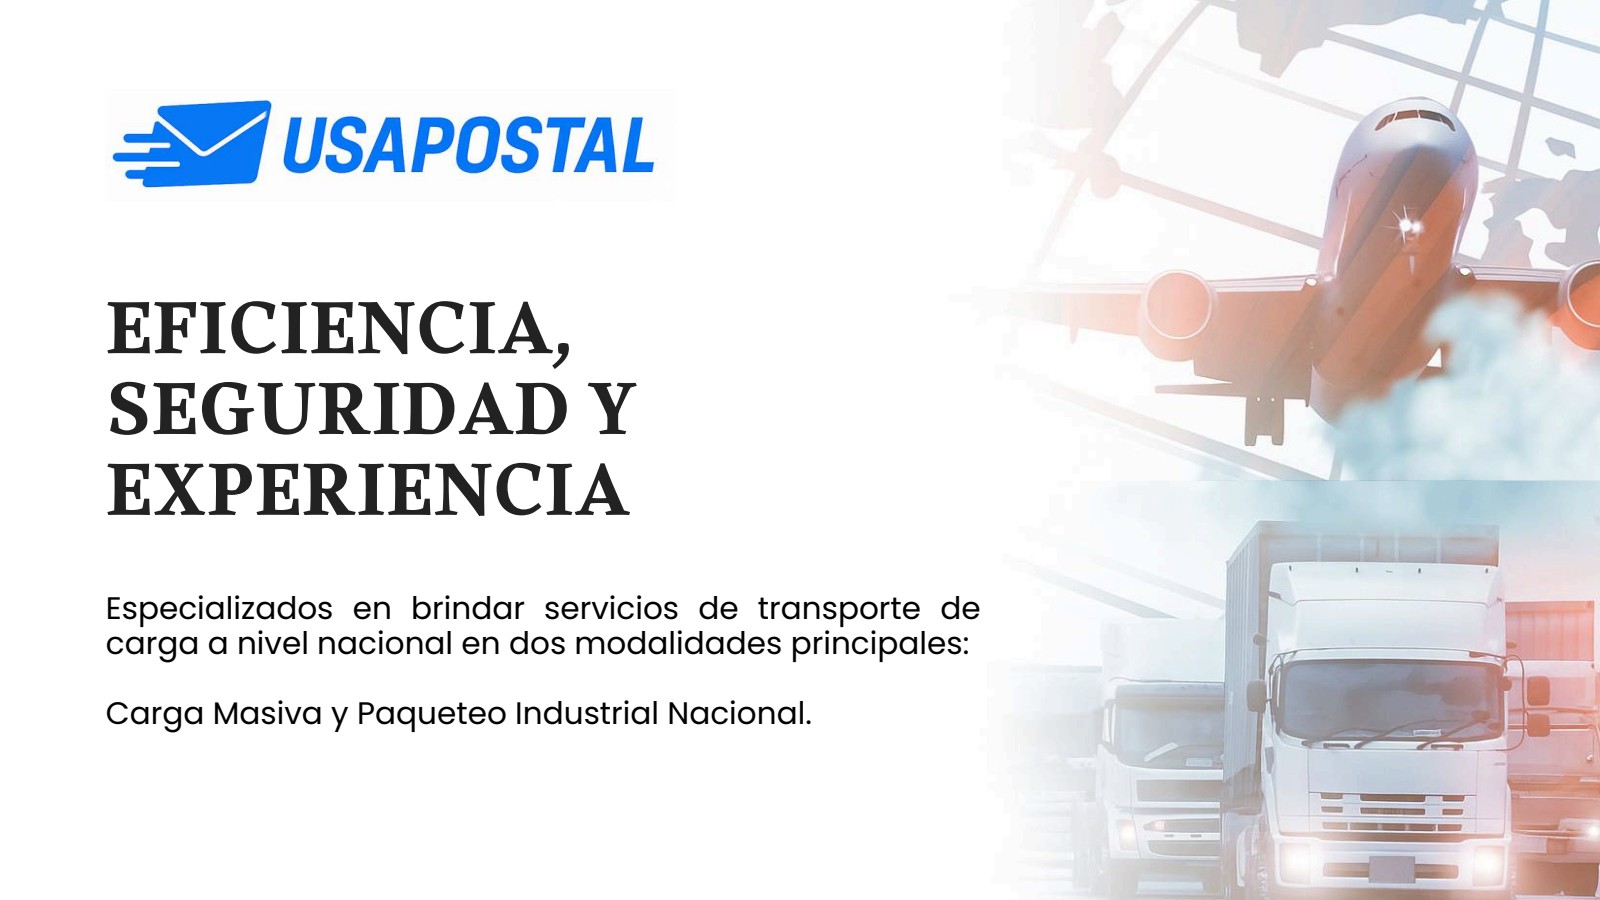 USAPOSTAL
EFICIENCIA,
SEGURIDAD Y
EXPERIENCIA
Especializados en brindar servicios de transporte de
carga a nivel nacional en dos modalidades principales:
Carga Masiva y Paqueteo Industrial Nacional.